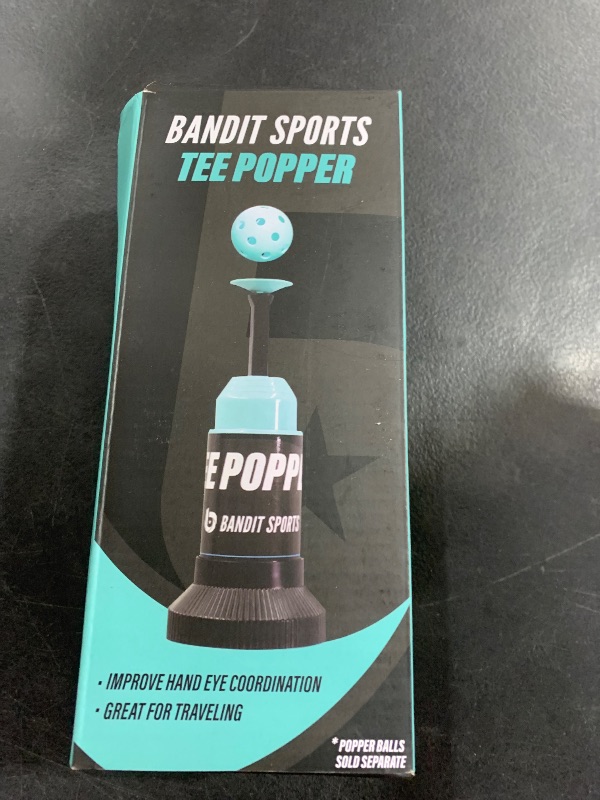 BANDIT SPORTS
TEE POPPER
E POPP
b BANDIT SPORTS
• IMPROVE HAND EYE COORDINATION
• GREAT FOR TRAVELING
* POPPER BALLS
SOLD SEPARATE